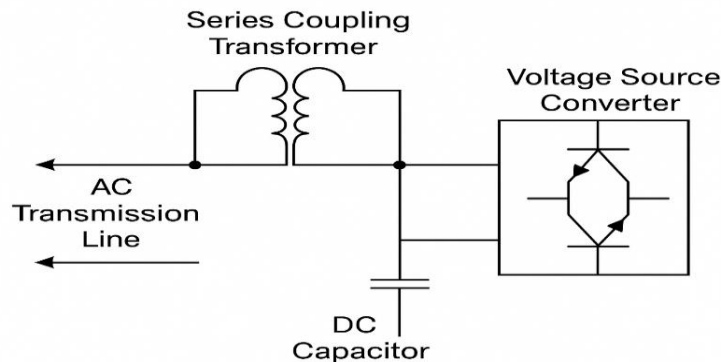 Series Coupling
Transformer
Voltage Source
Converter
AC
Transmission
Line
DC
Capacitor